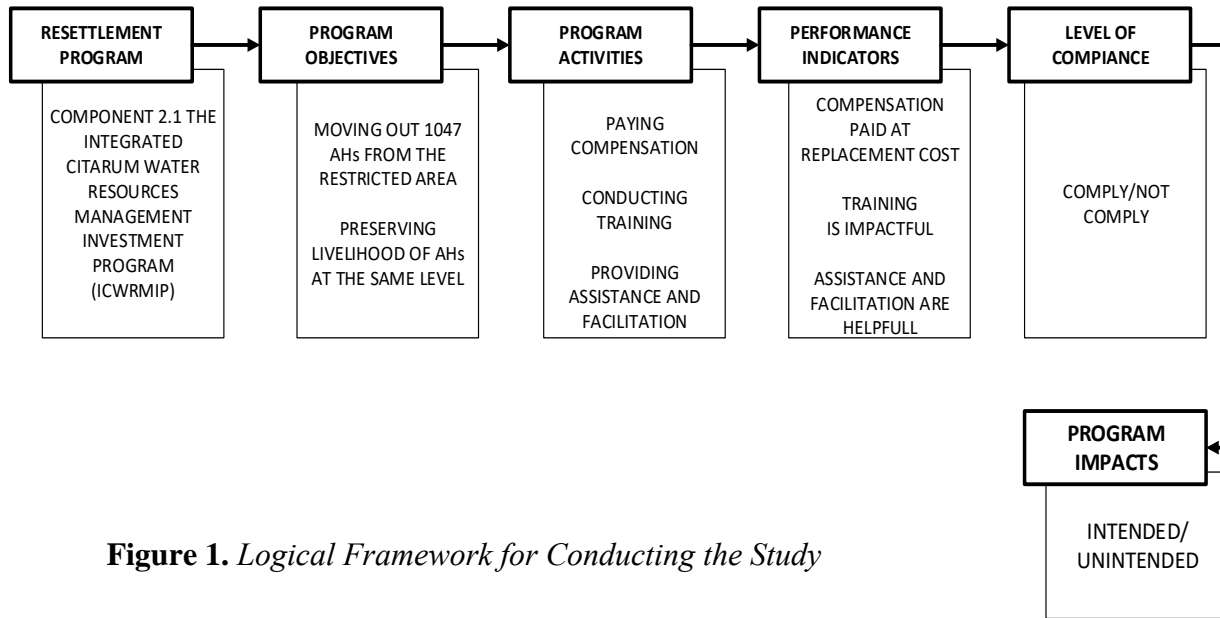 RESETTLEMENT
PROGRAM
COMPONENT 2.1 THE
INTEGRATED
CITARUM WATER
RESOURCES
MANAGEMENT
INVESTMENT
PROGRAM
(ICWRMIP)
PROGRAM
OBJECTIVES
MOVING OUT 1047
AHs FROM THE
RESTRICTED AREA
PRESERVING
LIVELIHOOD OF AHs
AT THE SAME LEVEL
PROGRAM
ACTIVITIES
PAYING
COMPENSATION
CONDUCTING
TRAINING
PROVIDING
ASSISTANCE AND
FACILITATION
PERFORMANCE
INDICATORS
COMPENSATION
PAID AT
REPLACEMENT COST
TRAINING
IS IMPACTFUL
ASSISTANCE AND
FACILITATION ARE
HELPFULL
LEVEL OF
COMPIANCE
COMPLY/NOT
COMPLY
PROGRAM
IMPACTS
INTENDED/
UNINTENDED
Figure 1. Logical Framework for Conducting the Study